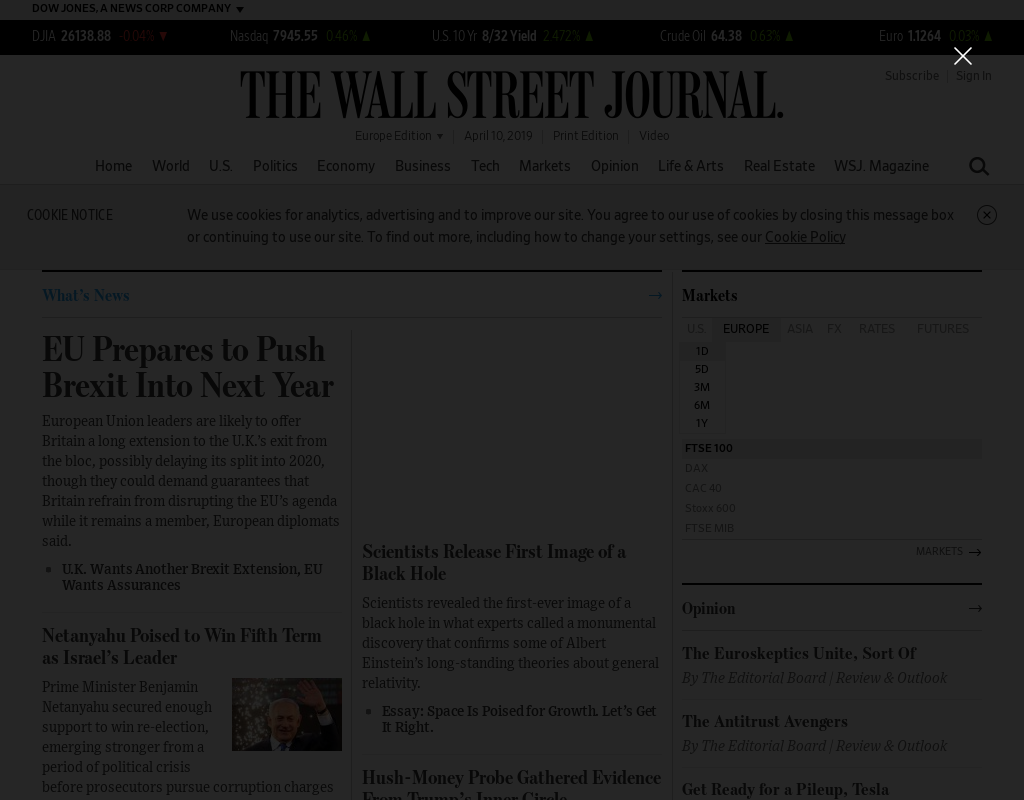 DOW JONES, A NEWS CORP COMPANY
DJIA 26138.88 -0.04%
Nasdaq 7945.55 0.46%
U.S. 10 Yr 8/32 Yield 2.472%
Crude Oil 64.38 0.63%
Euro 1.1264 0.03%
Subscribe
Sign In
THE WALL STREET JOURNAL.
Europe Edition
April 10, 2019
Print Edition
Video
Home World U.S. Politics Economy Business Tech Markets Opinion Life & Arts Real Estate WSJ. Magazine
COOKIE NOTICE
We use cookies for analytics, advertising and to improve our site. You agree to our use of cookies by closing this message box
or continuing to use our site. To find out more, including how to change your settings, see our Cookie Policy
What's News
EU Prepares to Push
Brexit Into Next Year
European Union leaders are likely to offer
Britain a long extension to the U.K.'s exit from
the bloc, possibly delaying its split into 2020,
though they could demand guarantees that
Britain refrain from disrupting the EU's agenda
while it remains a member, European diplomats
said.
U.K. Wants Another Brexit Extension, EU
Wants Assurances
Netanyahu Poised to Win Fifth Term
as Israel's Leader
Prime Minister Benjamin
Netanyahu secured enough
support to win re-election,
emerging stronger from a
period of political crisis
before prosecutors pursue corruption charges
Scientists Release First Image of a
Black Hole
Scientists revealed the first-ever image of a
black hole in what experts called a monumental
discovery that confirms some of Albert
Einstein's long-standing theories about general
relativity.
Essay: Space Is Poised for Growth. Let's Get
It Right.
Hush-Money Probe Gathered Evidence
From Trump's Inner Circle
Markets
U.S. EUROPE ASIA FX RATES FUTURES
1D
5D
3M
6M
1Y
FTSE 100
DAX
CAC 40
Stoxx 600
FTSE MIB
MARKETS
Opinion
The Euroskeptics Unite, Sort Of
By The Editorial Board | Review & Outlook
The Antitrust Avengers
By The Editorial Board | Review & Outlook
Get Ready for a Pileup, Tesla